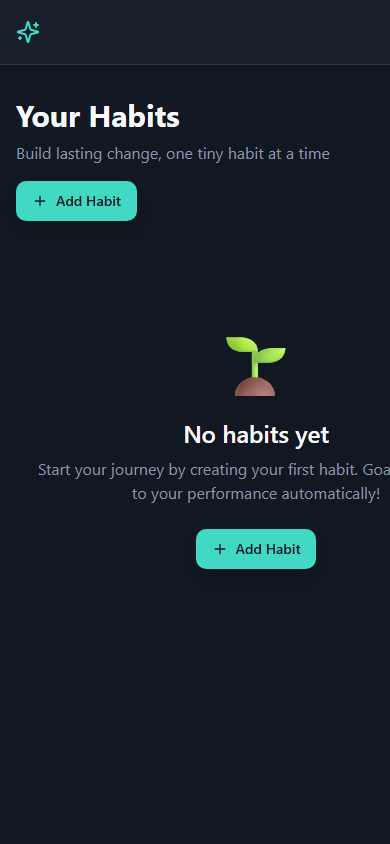 Your Habits
Build lasting change, one tiny habit at a time
Add Habit
No habits yet
Start your journey by creating your first habit.
to your performance automatically!
Add Habit